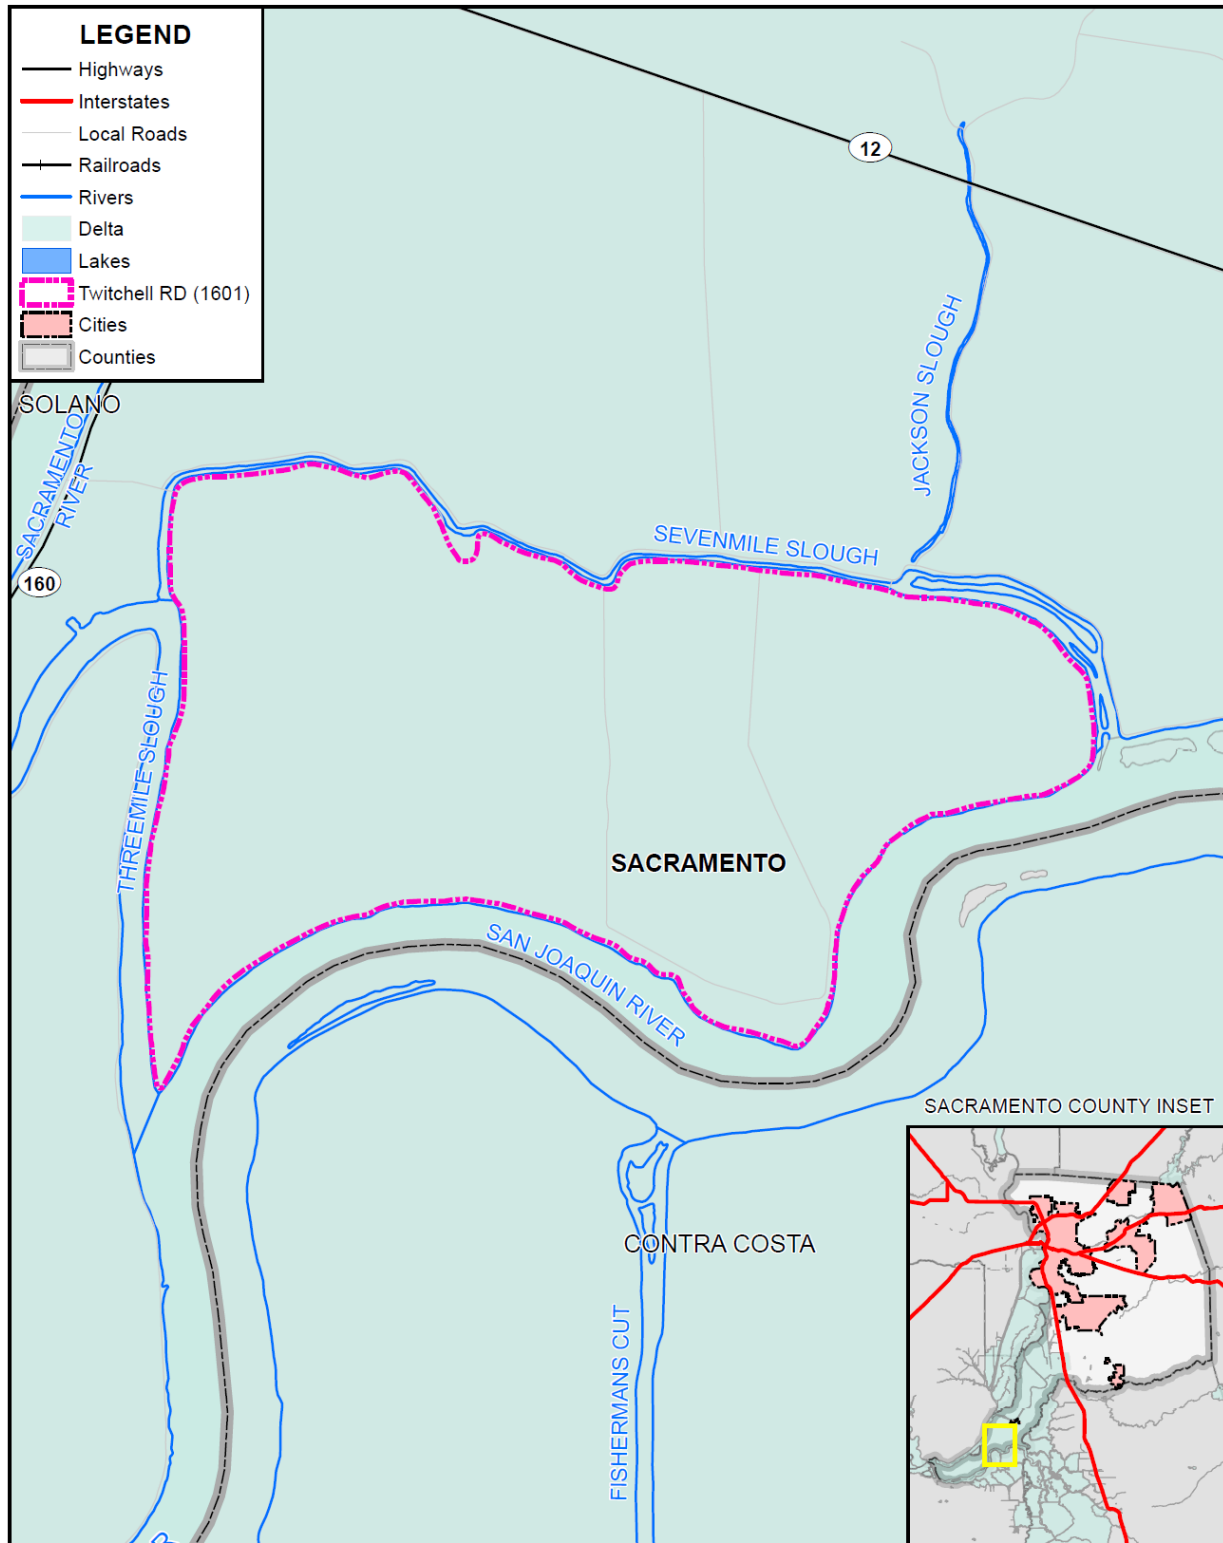 LEGEND
Highways
Interstates
Local Roads
Railroads
Rivers
Delta
Lakes
Twitchell RD (1601)
Cities
Counties
12
JACKSON SLOUGH
SOLANO
SACRAMENTO
RIVER
160
SEVENMILE SLOUGH
THREEMILE SLOUGH
SACRAMENTO
SAN JOAQUIN RIVER
CONTRA COSTA
FISHERMANS CUT
SACRAMENTO COUNTY INSET